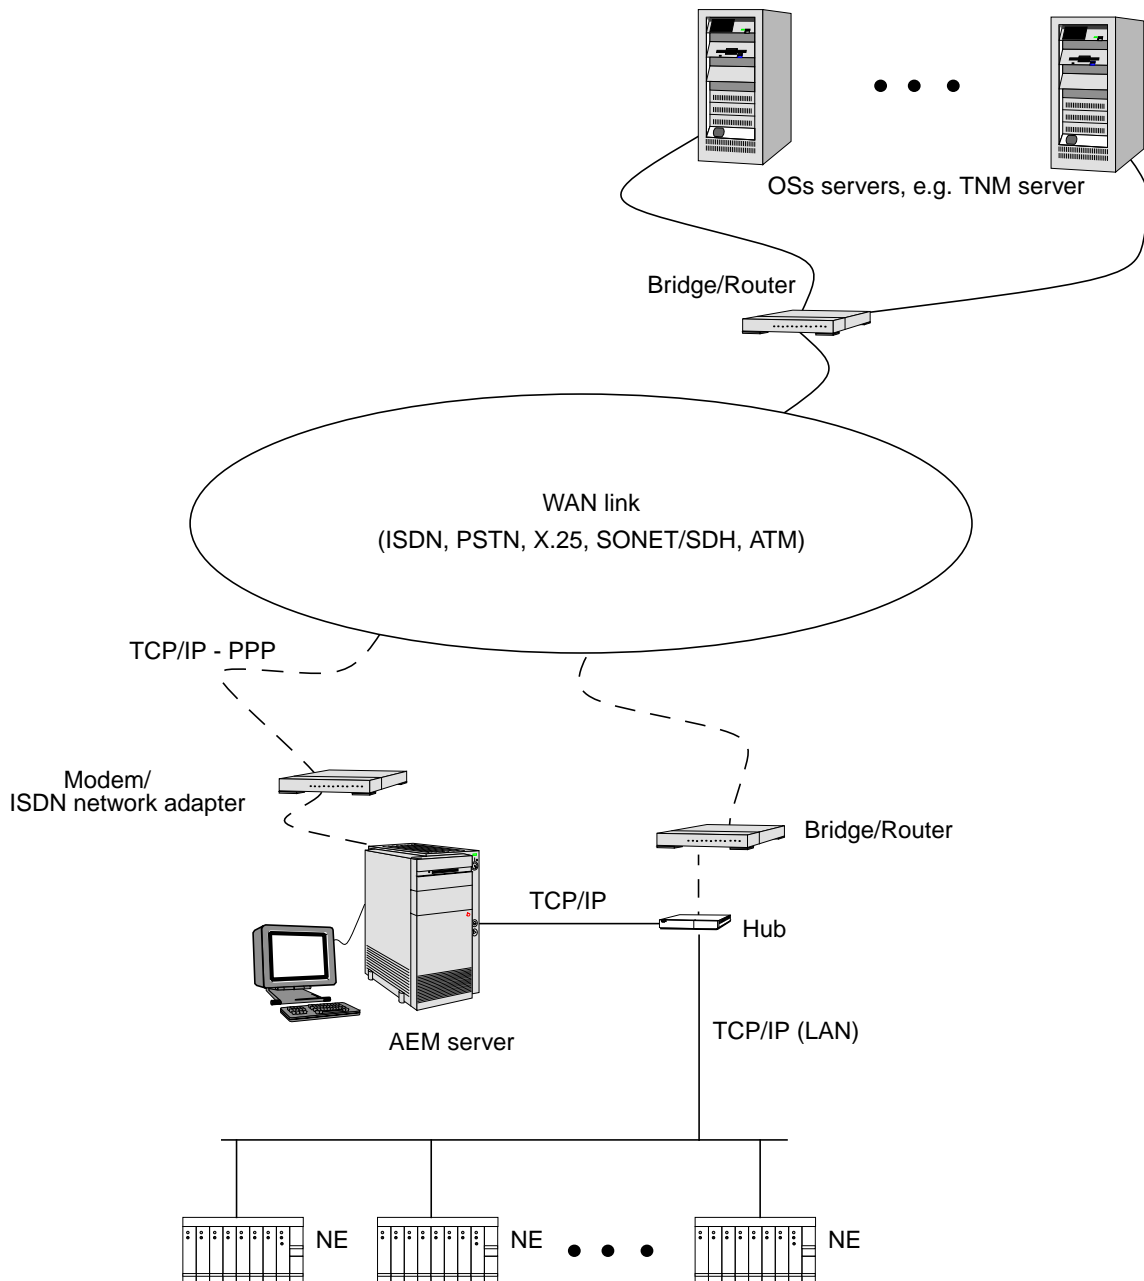 OSs servers, e.g. TNM server
Bridge/Router
WAN link
(ISDN, PSTN, X.25, SONET/SDH, ATM)
TCP/IP - PPP
Modem/
ISDN network adapter
Bridge/Router
TCP/IP
Hub
AEM server
TCP/IP (LAN)
NE
NE
NE